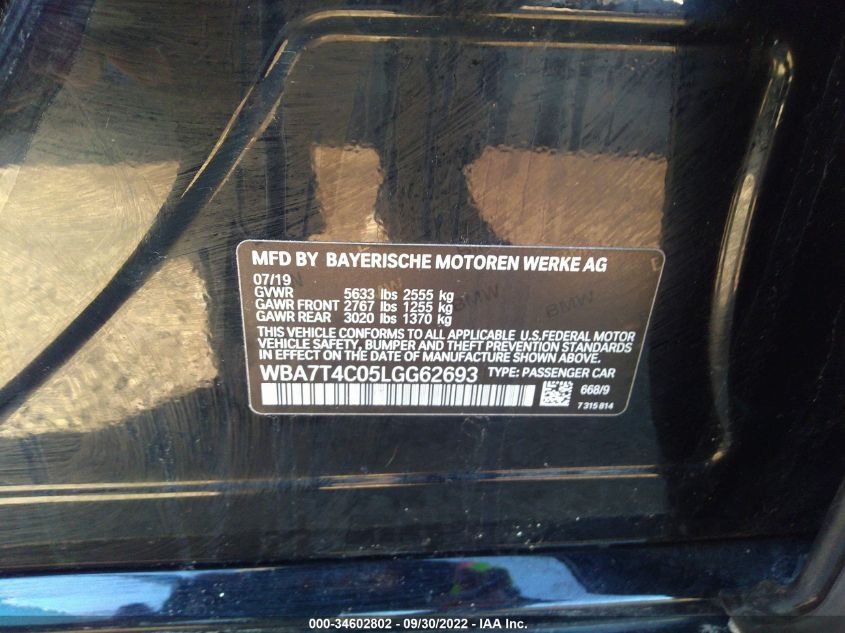 MFD BY BAYERISCHE MOTOREN WERKE AG
07/19
GVWR 5633 lbs 2555 kg
GAWR FRONT 2767 lbs 1255 kg
GAWR REAR 3020 lbs 1370 kg
THIS VEHICLE CONFORMS TO ALL APPLICABLE U.S.FEDERAL MOTOR
VEHICLE SAFETY, BUMPER AND THEFT PREVENTION STANDARDS
IN EFFECT ON THE DATE OF MANUFACTURE SHOWN ABOVE.
WBA7T4C05LGG62693 TYPE: PASSENGER CAR
668/9
7 315 814
000-34602802 - 09/30/2022 - IAA Inc.